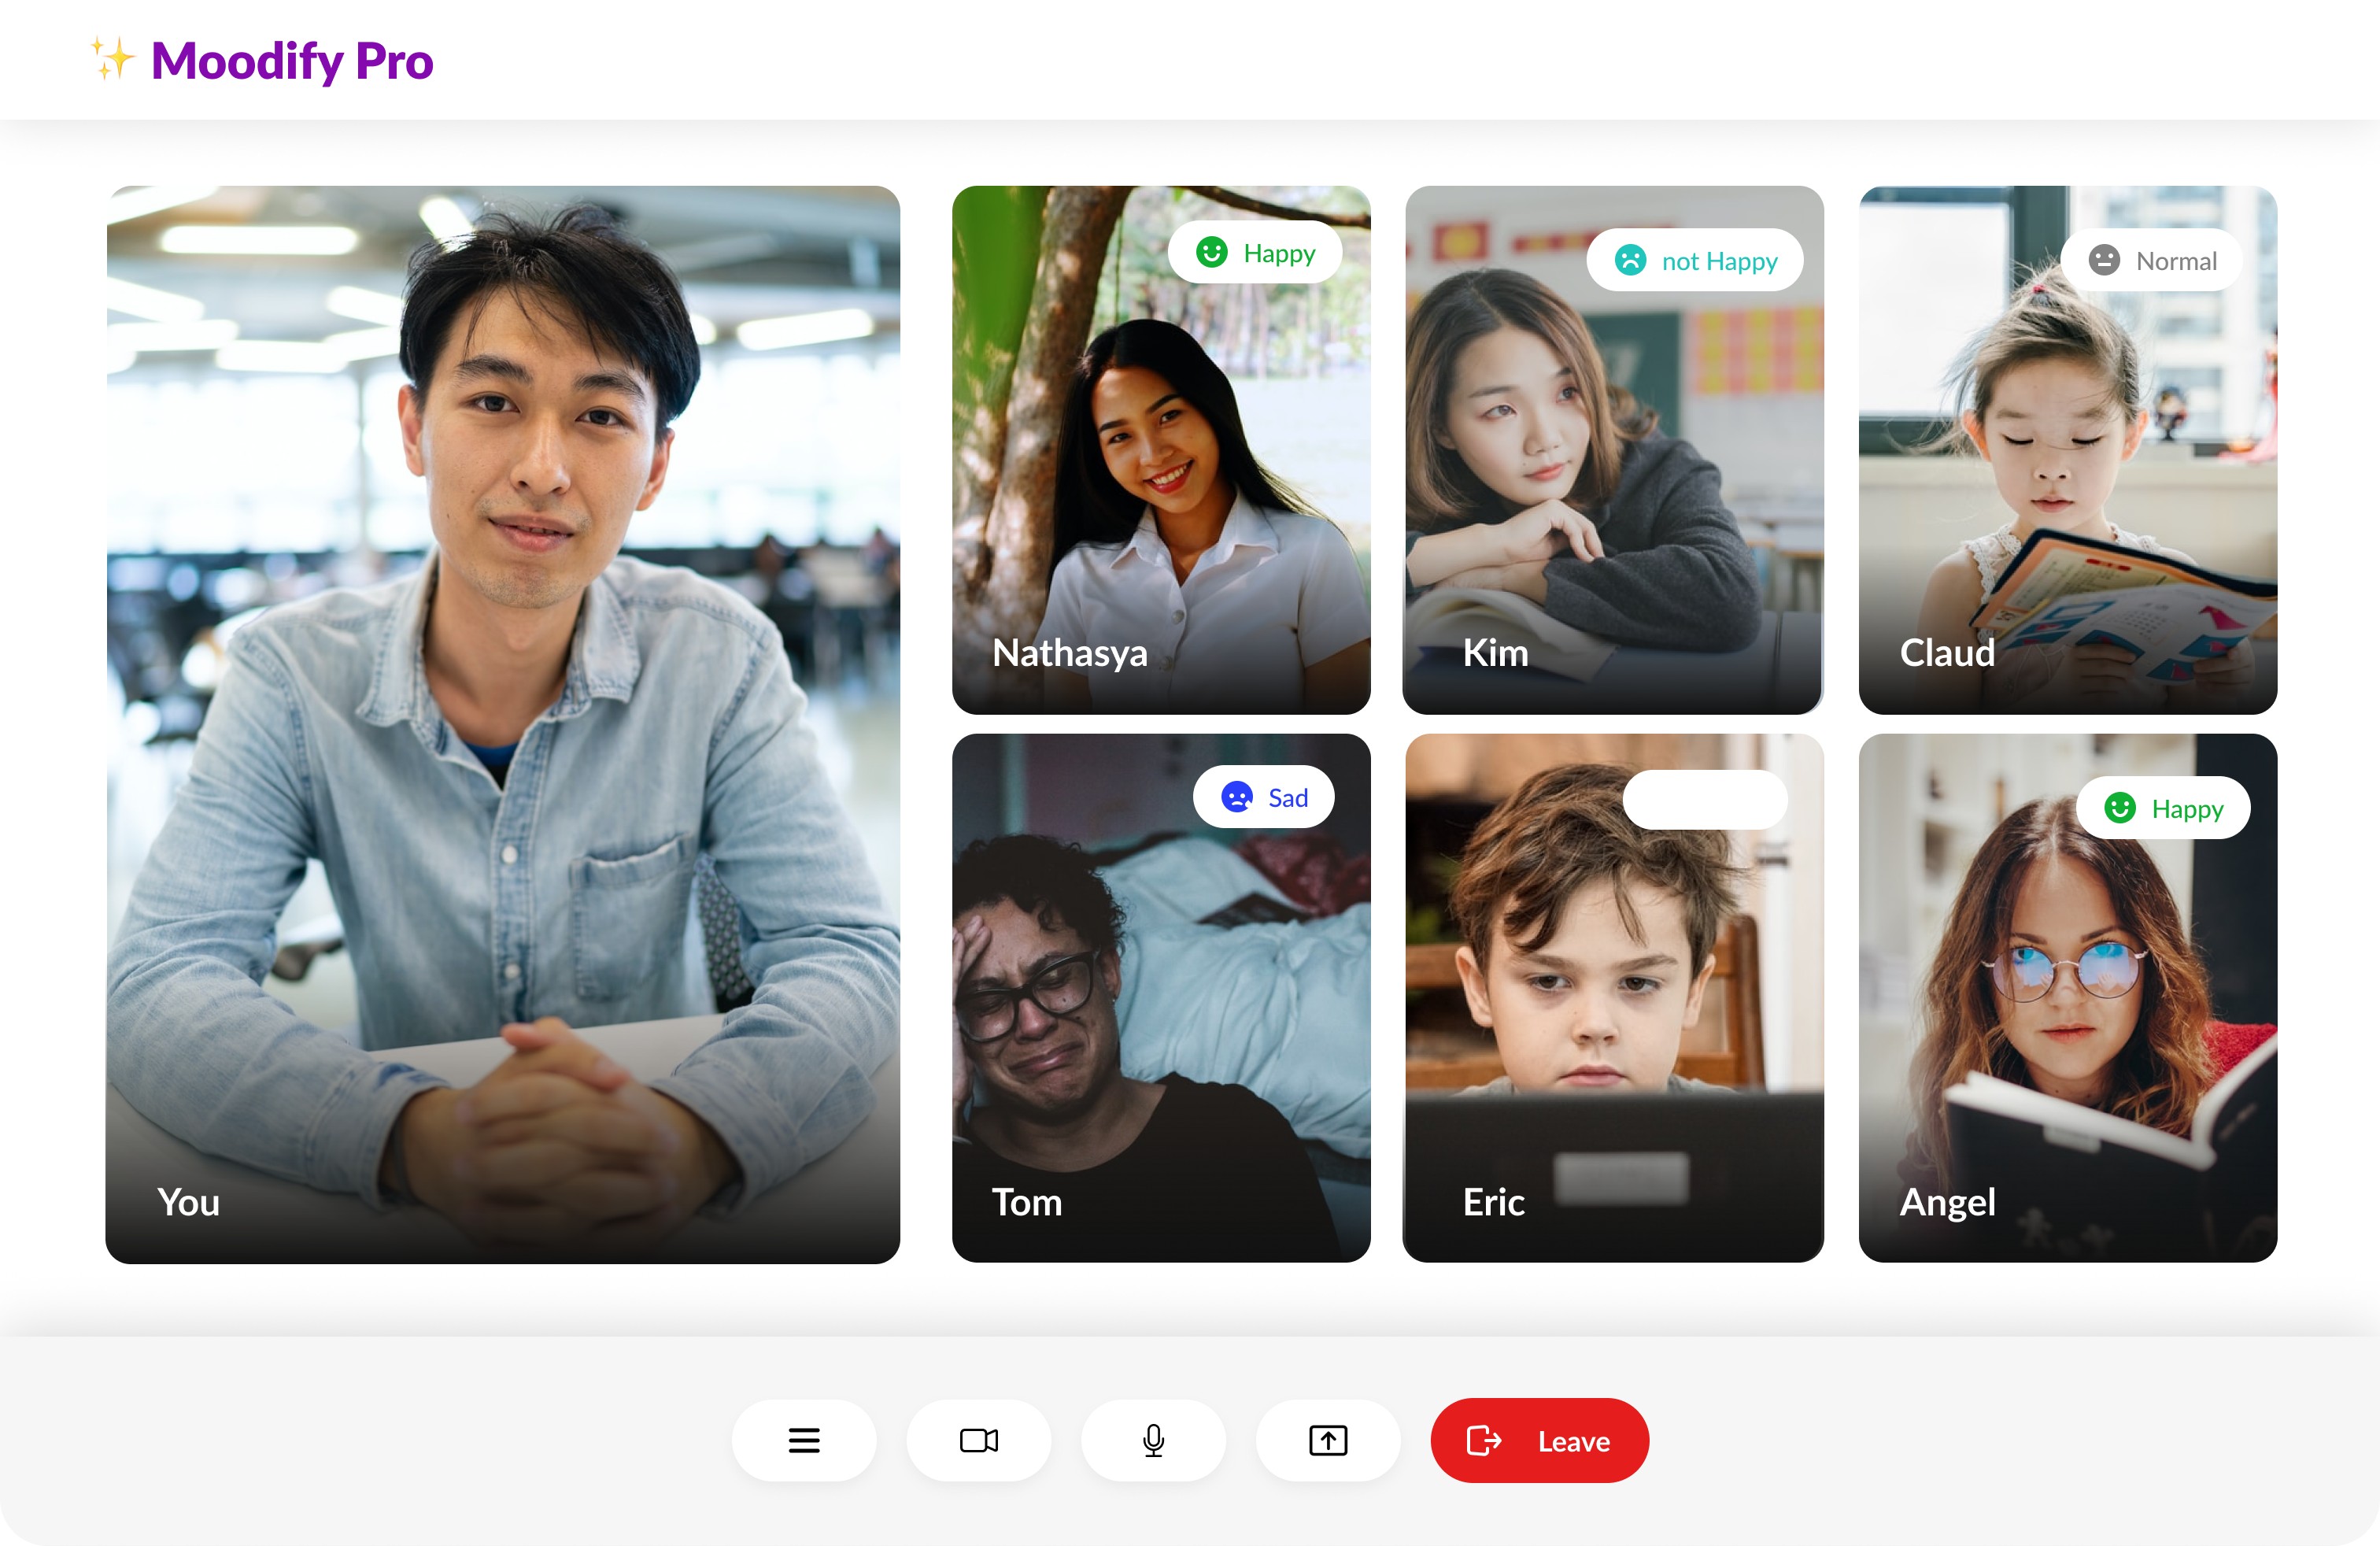 Moodify Pro
Happy
not Happy
Normal
Nathasya
Kim
Claud
Sad
Happy
You
Tom
Eric
Angel
Leave